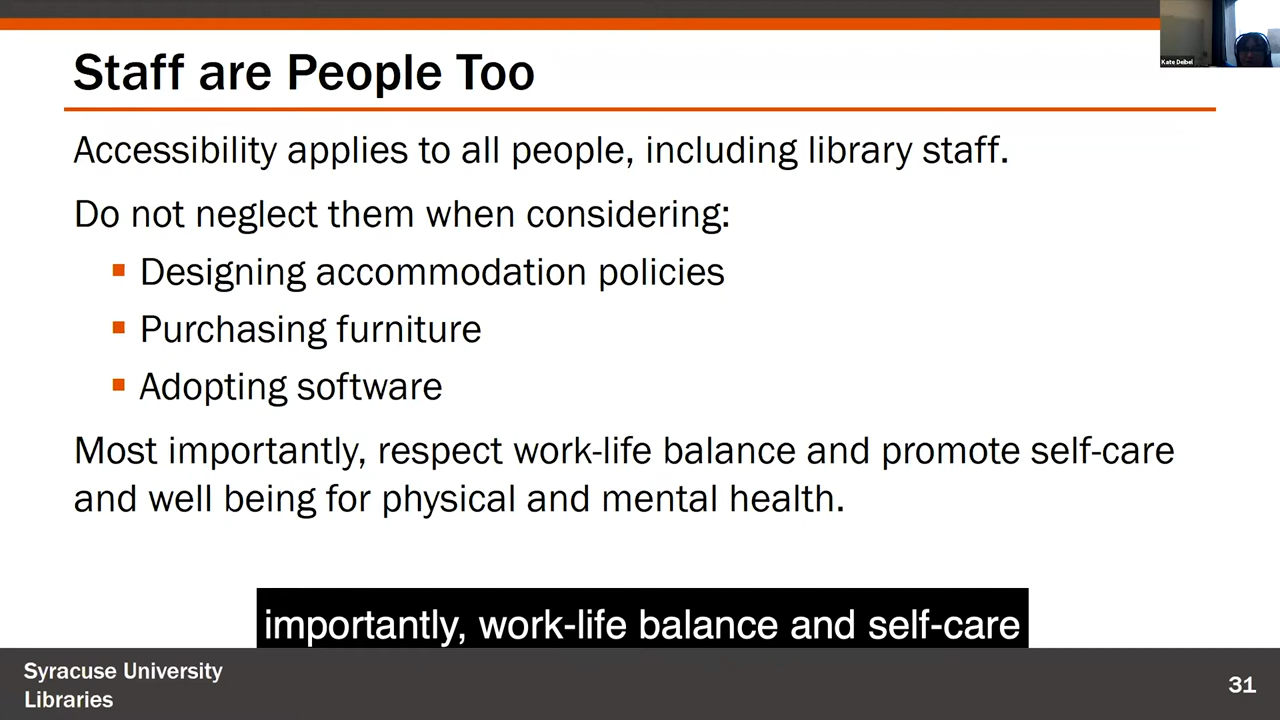 Kate Deibel
Staff are People Too
Accessibility applies to all people, including library staff.
Do not neglect them when considering:
Designing accommodation policies
Purchasing furniture
Adopting software
Most importantly, respect work-life balance and promote self-care
and well being for physical and mental health.
importantly, work-life balance and self-care
Syracuse University
Libraries
31